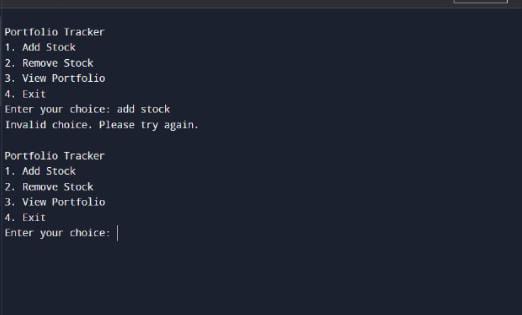 Portfolio Tracker
1. Add Stock
2. Remove Stock
3. View Portfolio
4. Exit
Enter your choice: add stock
Invalid choice. Please try again.
Portfolio Tracker
1. Add Stock
2. Remove Stock
3. View Portfolio
4. Exit
Enter your choice: